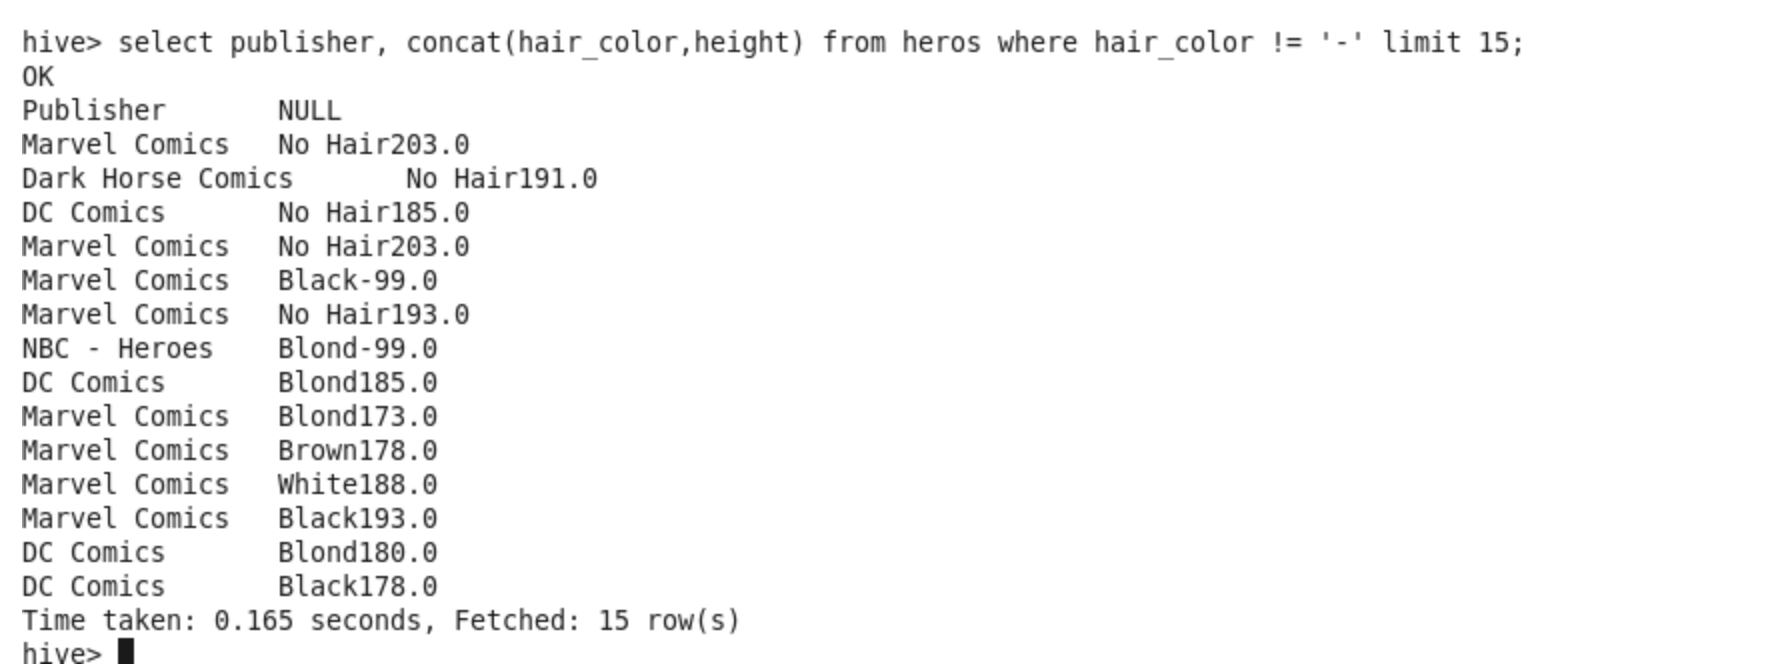 hive> select publisher, concat(hair_color,height) from heros where hair_color != '-' limit 15;
OK
Publisher       NULL
Marvel Comics   No Hair203.0
Dark Horse Comics       No Hair191.0
DC Comics       No Hair185.0
Marvel Comics   No Hair203.0
Marvel Comics   Black-99.0
Marvel Comics   No Hair193.0
NBC - Heroes    Blond-99.0
DC Comics       Blond185.0
Marvel Comics   Blond173.0
Marvel Comics   Brown178.0
Marvel Comics   White188.0
Marvel Comics   Black193.0
DC Comics       Blond180.0
DC Comics       Black178.0
Time taken: 0.165 seconds, Fetched: 15 row(s)
hive>